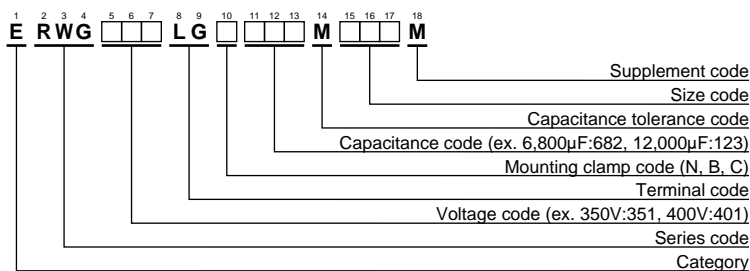 1 2 3 4 5 6 7 8 9 10 11 12 13 14 15 16 17 18
E RWG LG M M
Supplement code
Size code
Capacitance tolerance code
Capacitance code (ex. 6,800µF:682, 12,000µF:123)
Mounting clamp code (N, B, C)
Terminal code
Voltage code (ex. 350V:351, 400V:401)
Series code
Category